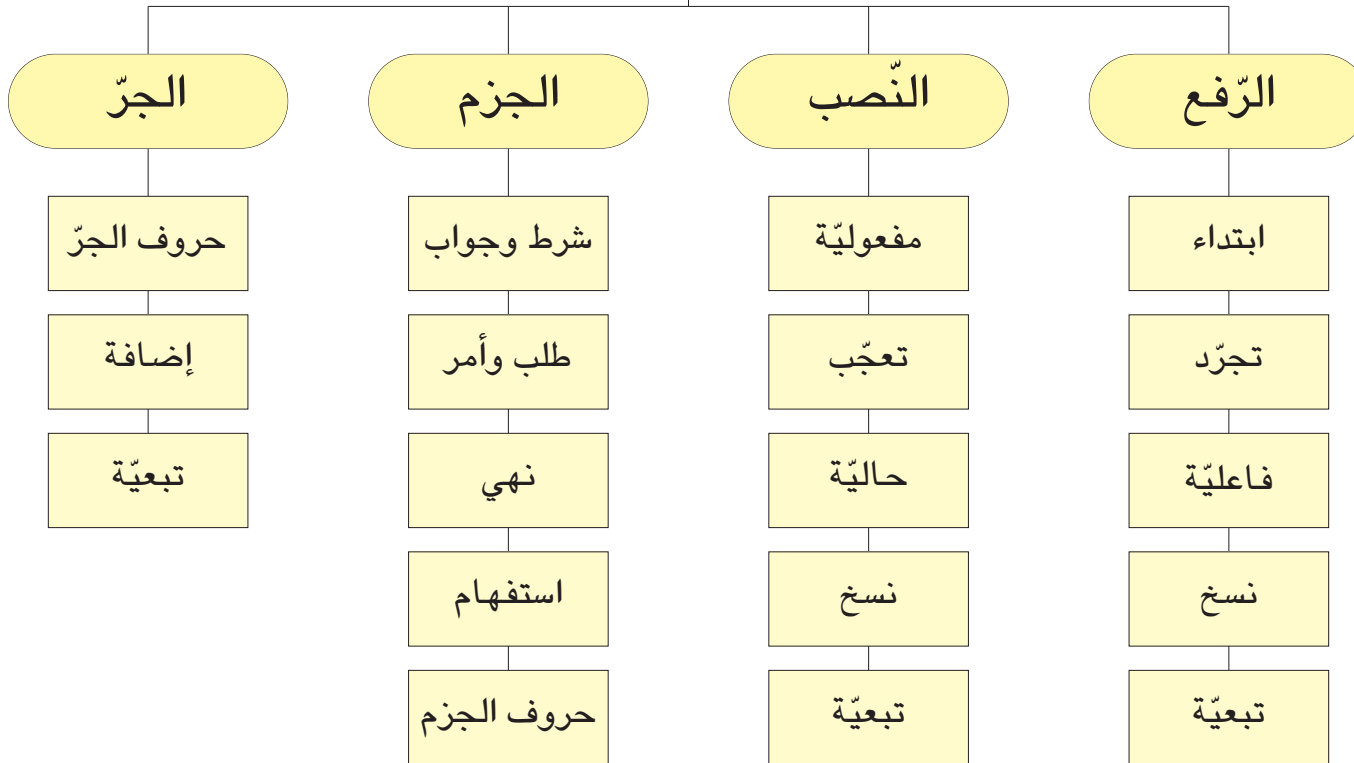 الرّفع
ابتداء
تجرّد
فاعليّة
نسخ
تبعيّة
النّصب
مفعوليّة
تعجّب
حاليّة
نسخ
تبعيّة
الجزم
شرط وجواب
طلب وأمر
نهي
استفهام
حروف الجزم
الجرّ
حروف الجرّ
إضافة
تبعيّة